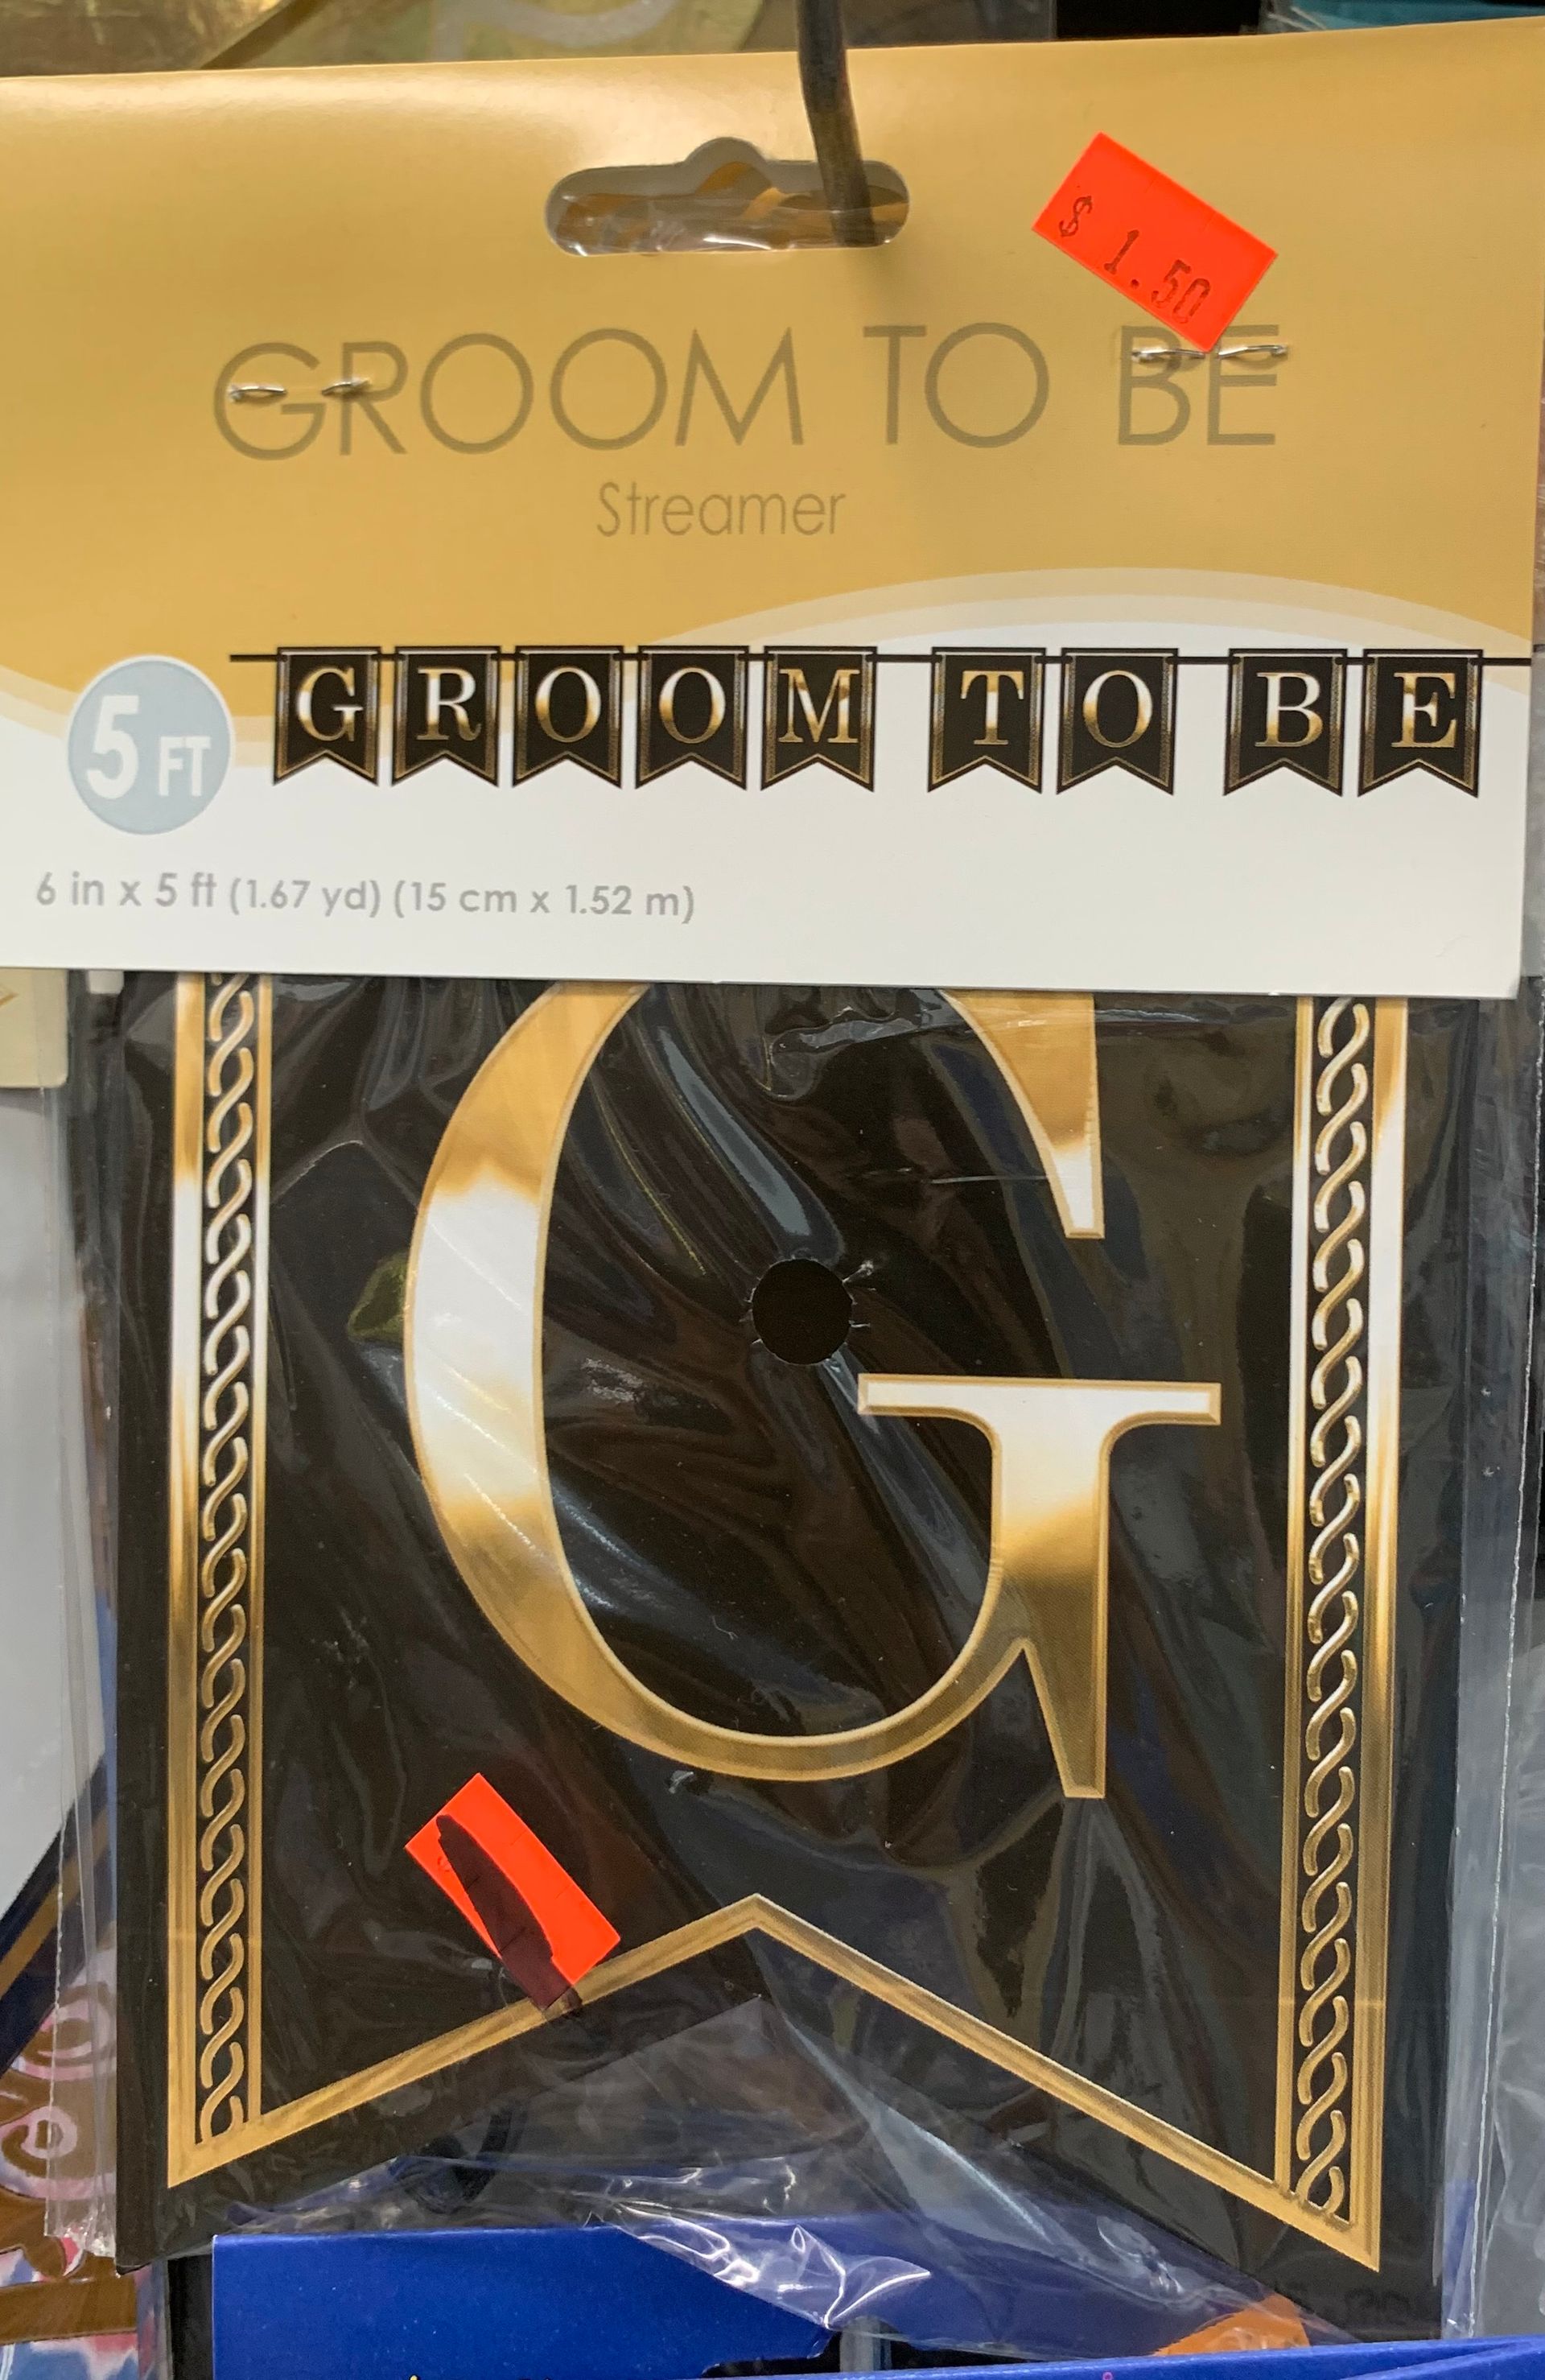 $ 1.50
GROOM TO BE
Streamer
GROOM TO BE
5 FT
6 in x 5 ft (1.67 yd) (15 cm x 1.52 m)
G